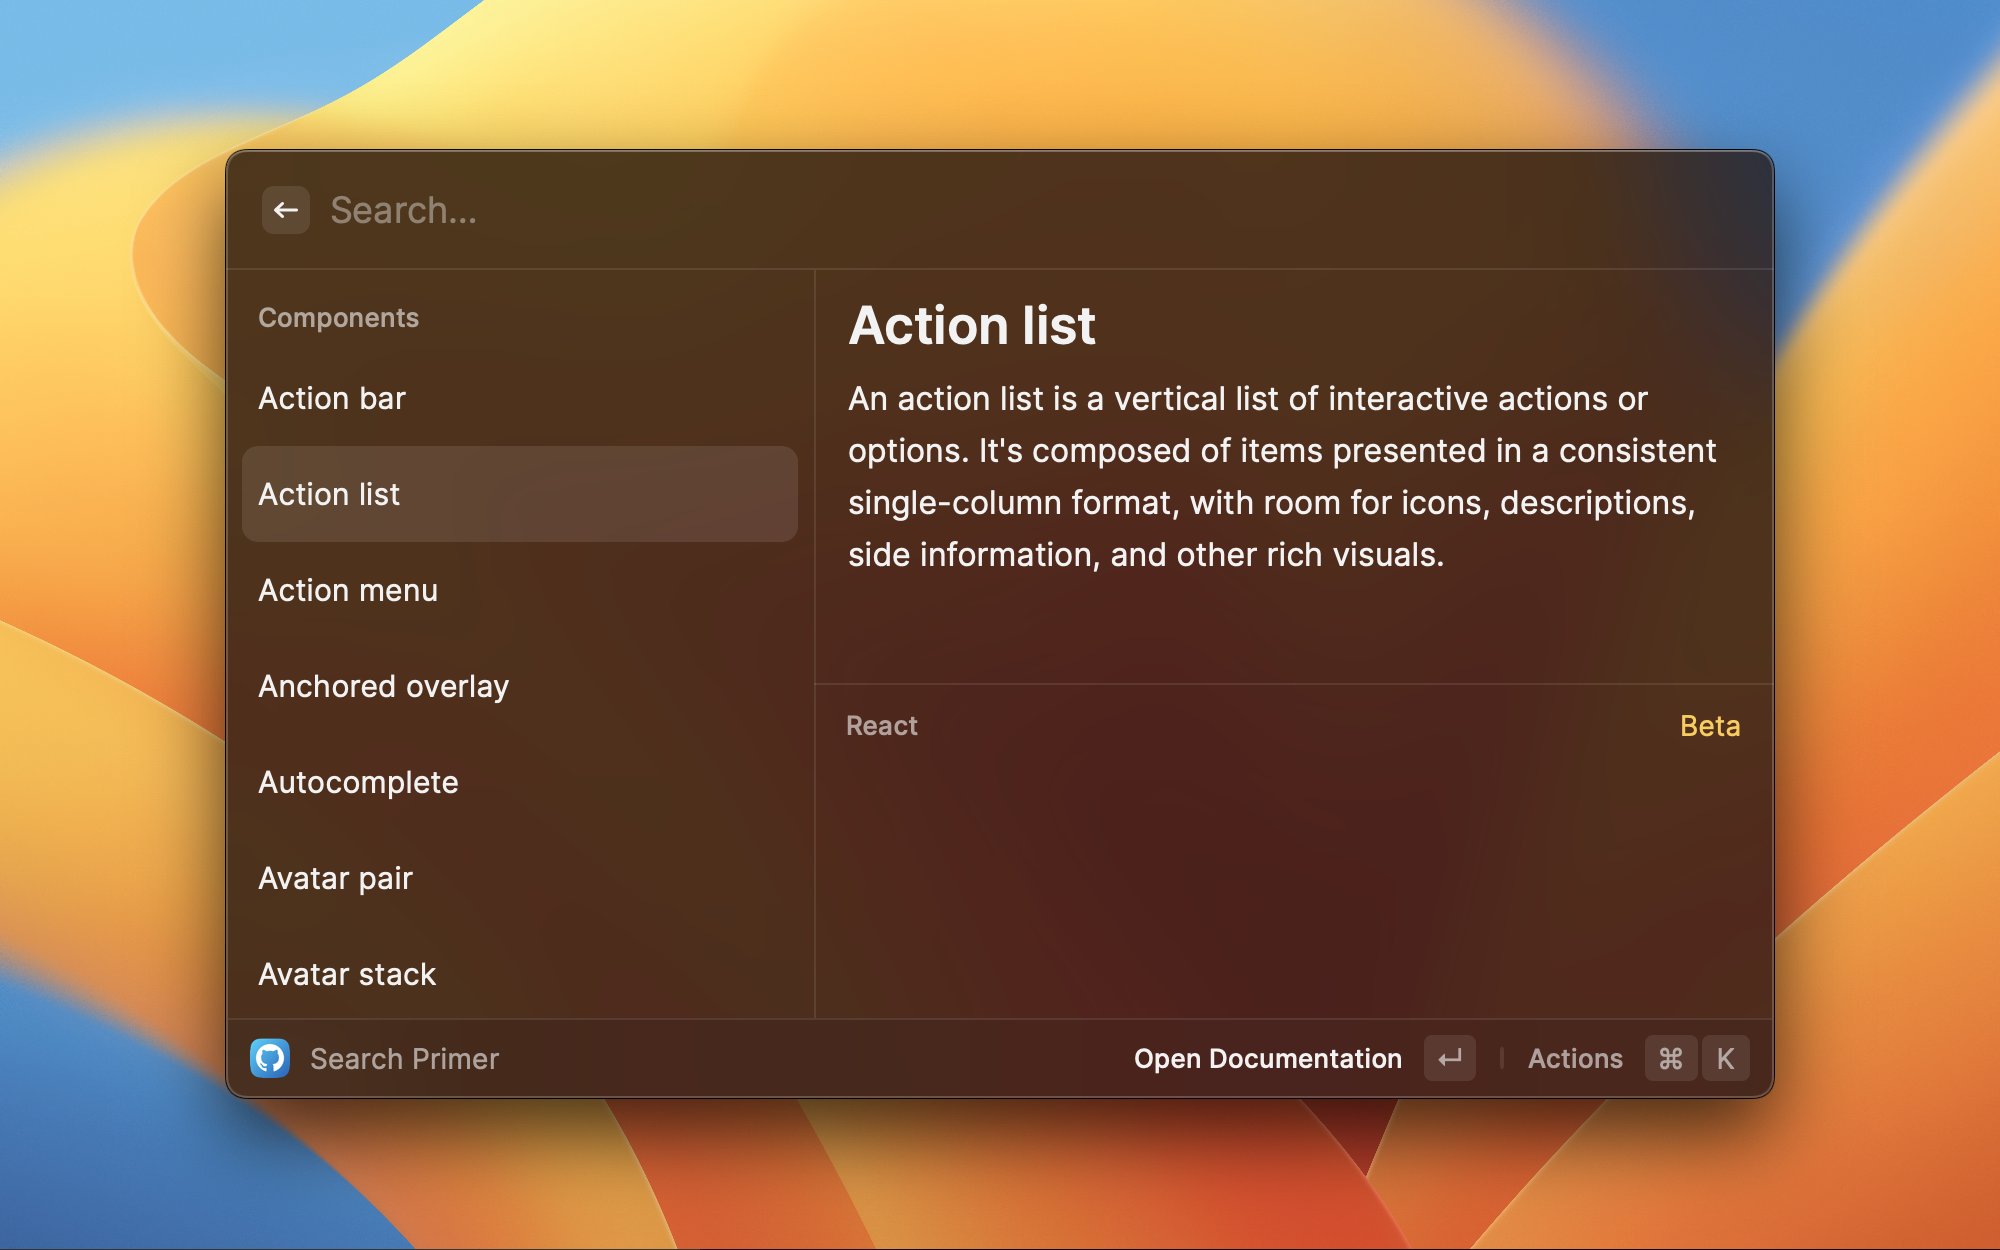 Search...
Components
Action bar
Action list
Action menu
Anchored overlay
Autocomplete
Avatar pair
Avatar stack
Action list
An action list is a vertical list of interactive actions or
options. It's composed of items presented in a consistent
single-column format, with room for icons, descriptions,
side information, and other rich visuals.
React Beta
Search Primer
Open Documentation ↵ | Actions ⌘ K